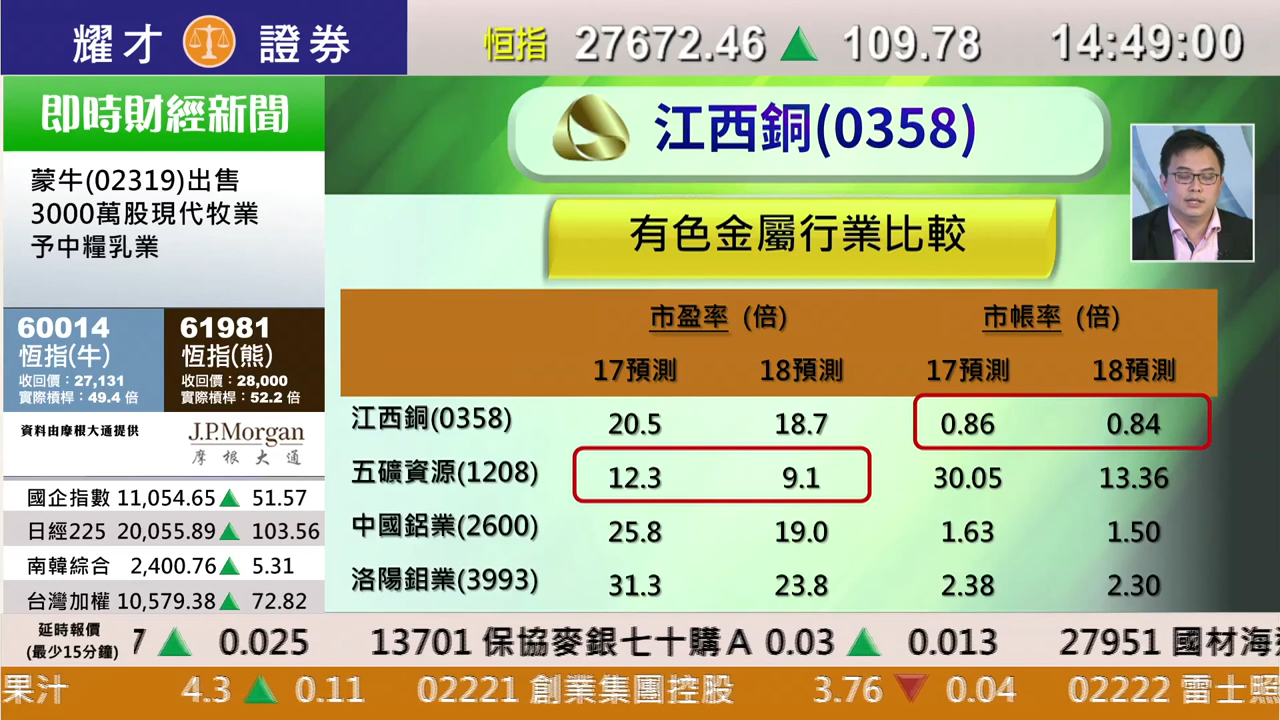 耀才 證券
恒指 27672.46 109.78 14:49:00
即時財經新聞
蒙牛(02319)出售
3000萬股現代牧業
予中糧乳業
60014
恆指(牛)
收回價：27,131
實際槓桿：49.4 倍
61981
恆指(熊)
收回價：28,000
實際槓桿：52.2 倍
資料由摩根大通提供
J.P.Morgan
摩根大通
國企指數 11,054.65 51.57
日經225 20,055.89 103.56
南韓綜合 2,400.76 5.31
台灣加權 10,579.38 72.82
江西銅(0358)
有色金屬行業比較
市盈率 (倍) 市帳率 (倍)
17預測 18預測 17預測 18預測
江西銅(0358) 20.5 18.7 0.86 0.84
五礦資源(1208) 12.3 9.1 30.05 13.36
中國鋁業(2600) 25.8 19.0 1.63 1.50
洛陽鉬業(3993) 31.3 23.8 2.38 2.30
延時報價
(最少15分鐘)
7 0.025 13701 保協麥銀七十購A 0.03 0.013 27951 國材海
果汁 4.3 0.11 02221 創業集團控股 3.76 0.04 02222 雷士照